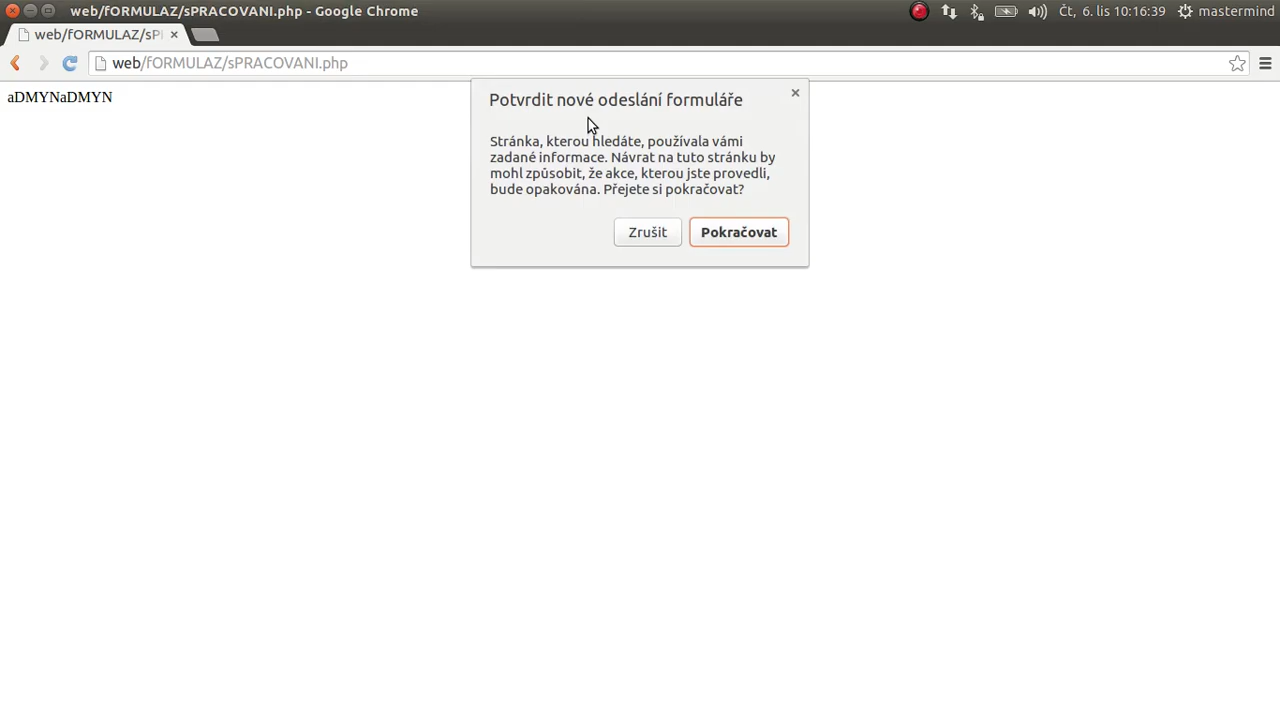 web/fORMULAZ/sPRACOVANI.php - Google Chrome
Čt, 6. lis 10:16:39
mastermind
web/fORMULAZ/sP
web/fORMULAZ/sPRACOVANI.php
aDMYNaDMYN
Potvrdit nové odeslání formuláře
Stránka, kterou hledáte, používala vámi
zadané informace. Návrat na tuto stránku by
mohl způsobit, že akce, kterou jste provedli,
bude opakována. Přejete si pokračovat?
Zrušit
Pokračovat